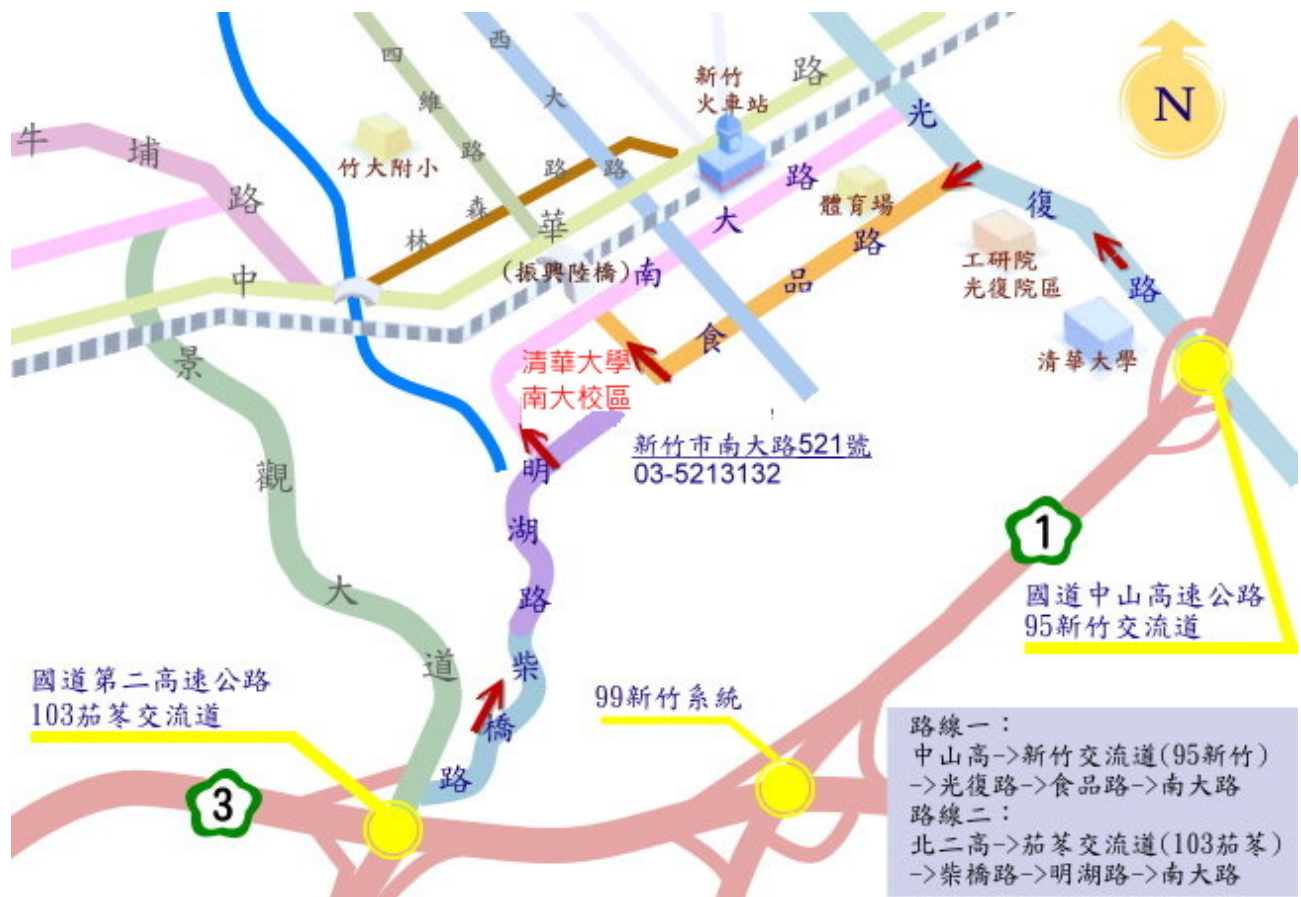 四維路
西大路
新竹
火車站
中華路
N
牛埔路
竹大附小
林森路
(振興陸橋)
南大路
體育場
食品路
光復路
工研院
光復院區
清華大學
清華大學
南大校區
新竹市南大路521號
03-5213132
景觀大道
明湖路
柴橋路
1
國道中山高速公路
95新竹交流道
國道第二高速公路
103茄苳交流道
99新竹系統
3
路線一：
中山高->新竹交流道(95新竹)
->光復路->食品路->南大路
路線二：
北二高->茄苳交流道(103茄苳)
->柴橋路->明湖路->南大路